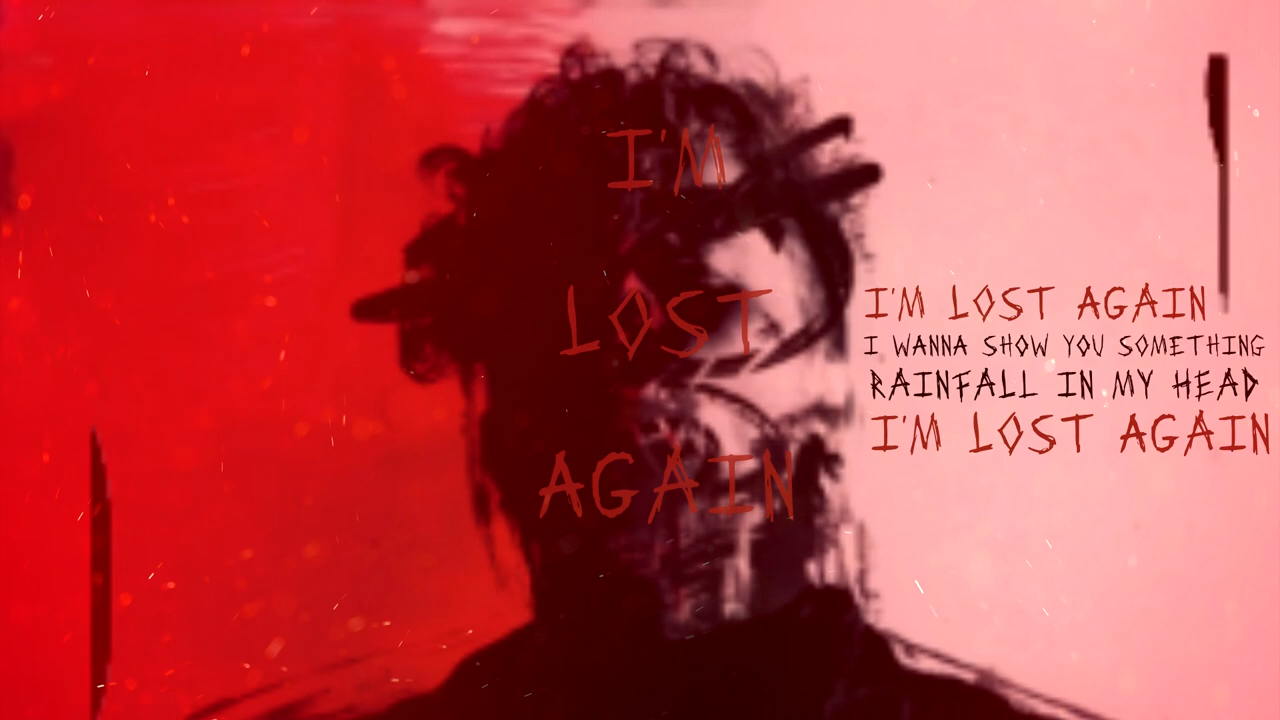 I'M
LOST
AGAIN
I'M LOST AGAIN
I WANNA SHOW YOU SOMETHING
RAINFALL IN MY HEAD
I'M LOST AGAIN